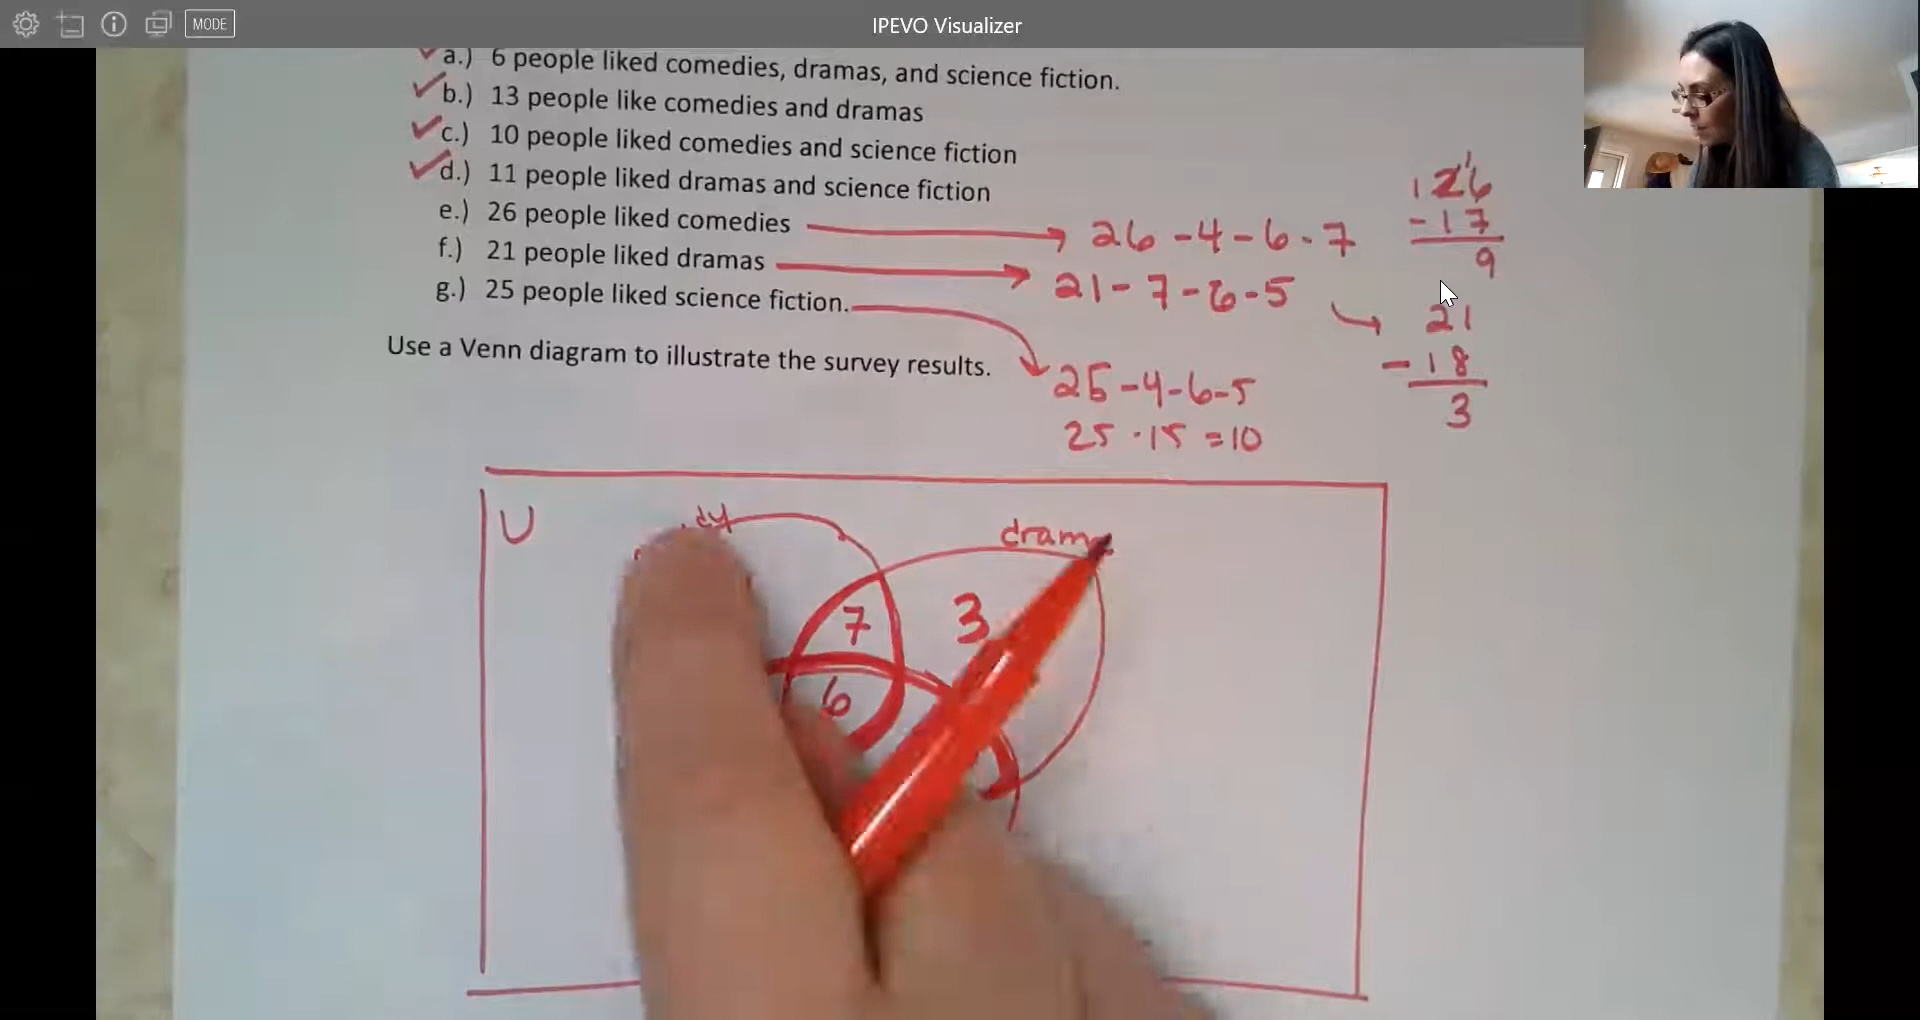 MODE
IPEVO Visualizer
a.) 6 people liked comedies, dramas, and science fiction.
b.) 13 people like comedies and dramas
c.) 10 people liked comedies and science fiction
d.) 11 people liked dramas and science fiction
e.) 26 people liked comedies
26 - 4 - 6 - 7
f.) 21 people liked dramas
21 - 7 - 6 - 5
g.) 25 people liked science fiction.
25 - 4 - 6 - 5
25 - 15 = 10
- 17
9
21
- 18
3
Use a Venn diagram to illustrate the survey results.
U
dy
dram
7
3
6